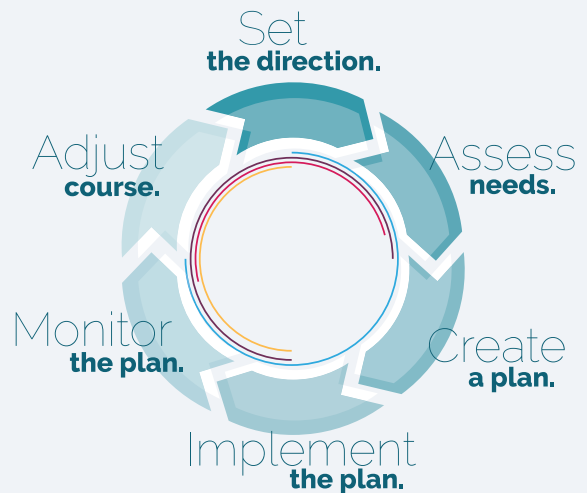 Set
the direction.
Assess
needs.
Create
a plan.
Implement
the plan.
Monitor
the plan.
Adjust
course.